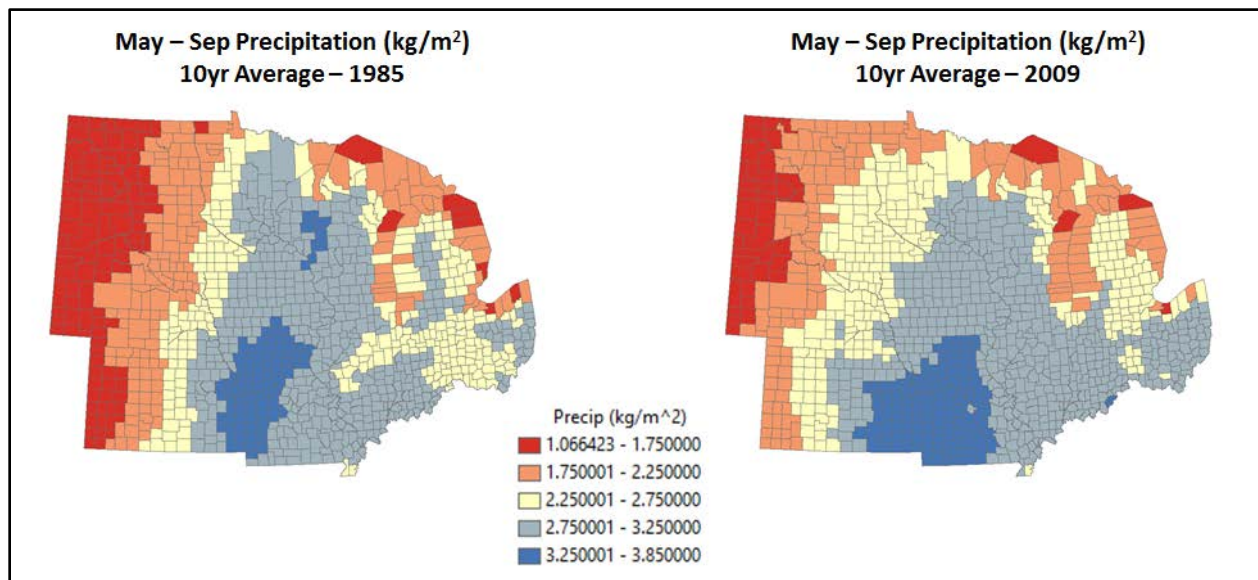 May – Sep Precipitation (kg/m²)
10yr Average – 1985
May – Sep Precipitation (kg/m²)
10yr Average – 2009
Precip (kg/m^2)
1.066423 - 1.750000
1.750001 - 2.250000
2.250001 - 2.750000
2.750001 - 3.250000
3.250001 - 3.850000